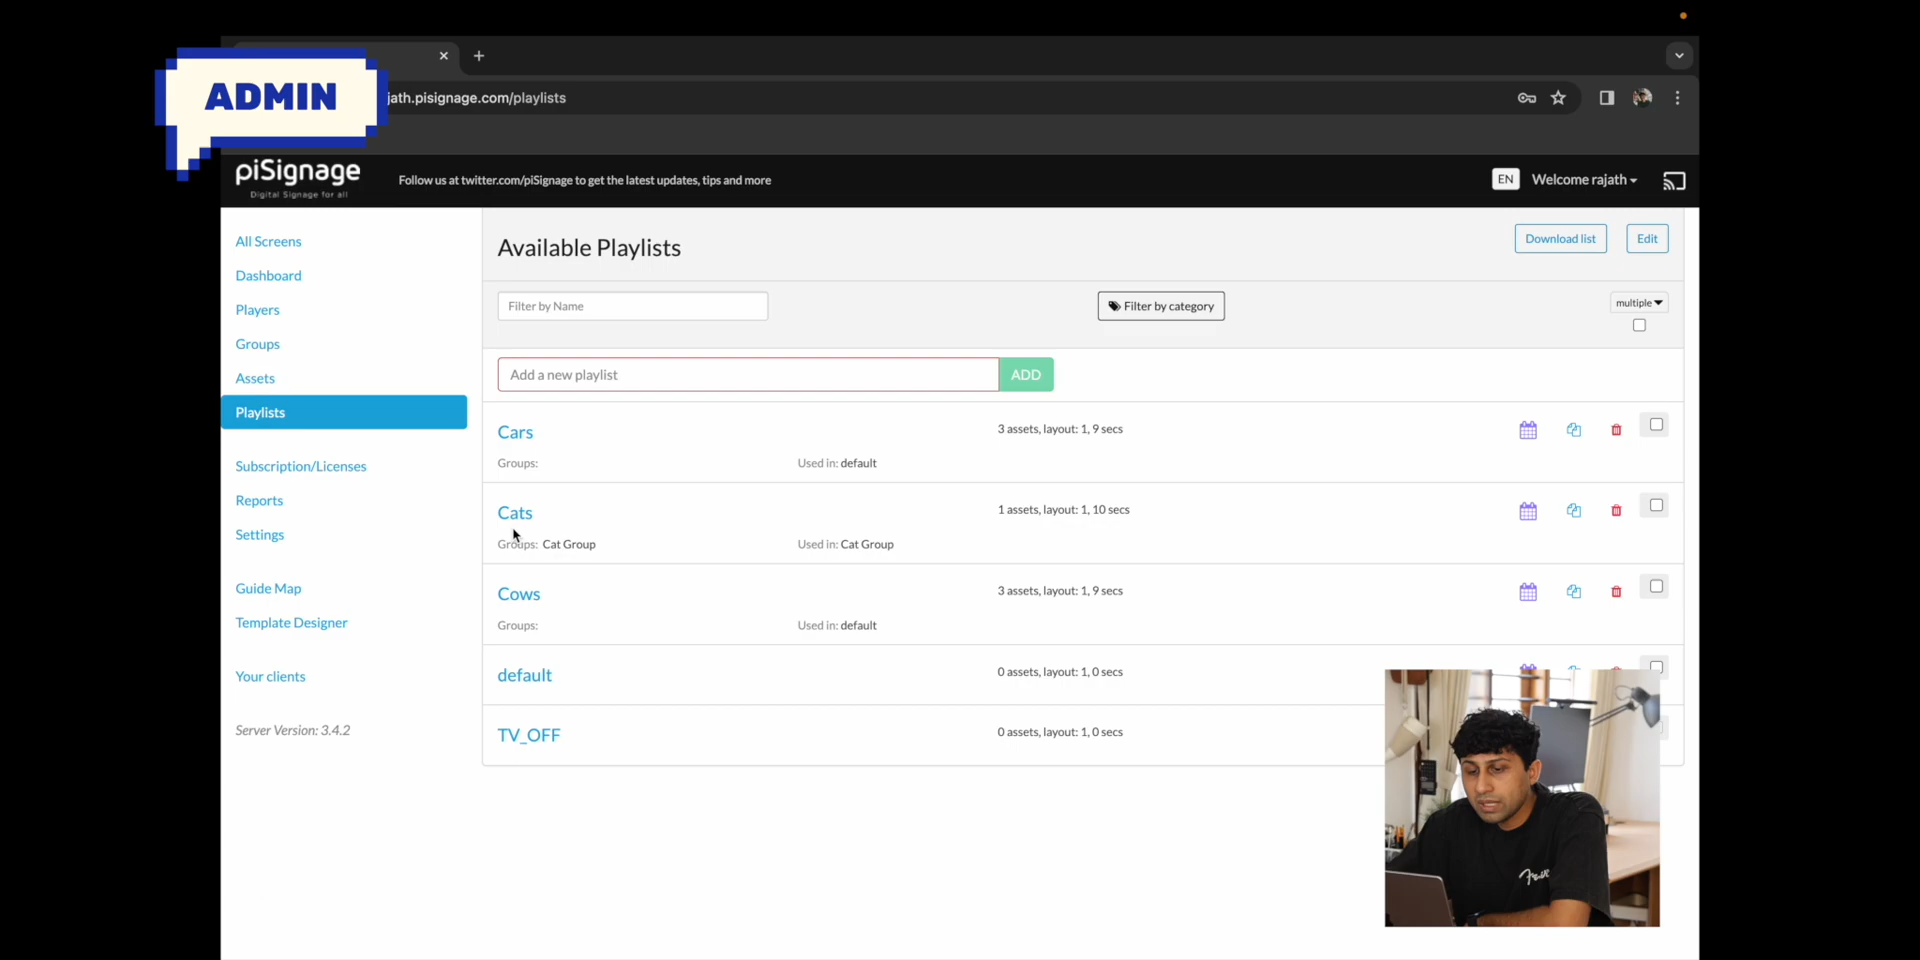 ADMIN
jath.pisignage.com/playlists
piSignage
Digital Signage for all
Follow us at twitter.com/piSignage to get the latest updates, tips and more
EN
Welcome rajath
All Screens
Dashboard
Players
Groups
Assets
Playlists
Subscription/Licenses
Reports
Settings
Guide Map
Template Designer
Your clients
Server Version: 3.4.2
Available Playlists
Download list
Edit
Filter by Name
Filter by category
multiple
Add a new playlist
ADD
Cars
3 assets, layout: 1, 9 secs
Groups:
Used in: default
Cats
1 assets, layout: 1, 10 secs
Groups: Cat Group
Used in: Cat Group
Cows
3 assets, layout: 1, 9 secs
Groups:
Used in: default
default
0 assets, layout: 1, 0 secs
TV_OFF
0 assets, layout: 1, 0 secs